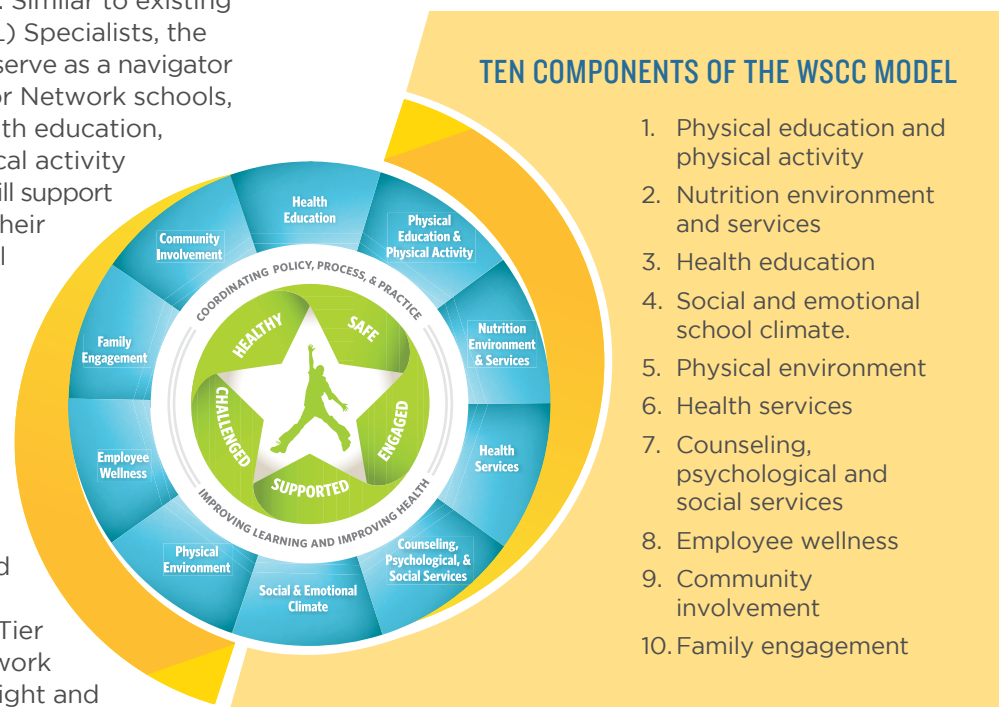 Similar to existing
L) Specialists, the
serve as a navigator
or Network schools,
th education,
cal activity
ill support
heir
l
d
Tier
work
ight and
TEN COMPONENTS OF THE WSCC MODEL
1. Physical education and
physical activity
2. Nutrition environment
and services
3. Health education
4. Social and emotional
school climate.
5. Physical environment
6. Health services
7. Counseling,
psychological and
social services
8. Employee wellness
9. Community
involvement
10. Family engagement
Health
Education
Physical
Education &
Physical Activity
Nutrition
Environment
& Services
Health
Services
Counseling,
Psychological, &
Social Services
Social & Emotional
Climate
Physical
Environment
Employee
Wellness
Family
Engagement
Community
Involvement
COORDINATING POLICY, PROCESS, & PRACTICE
IMPROVING LEARNING AND IMPROVING HEALTH
HEALTHY
SAFE
ENGAGED
SUPPORTED
CHALLENGED